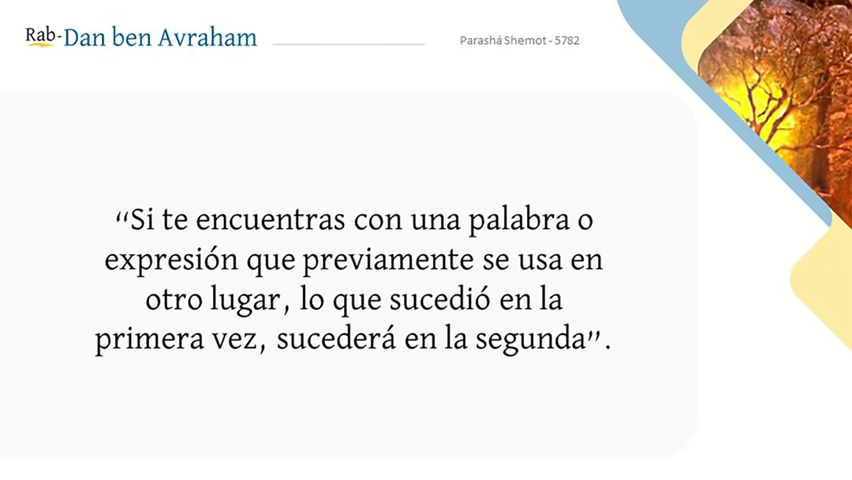 Rab-Dan ben Avraham
Parashá Shemot - 5782
“Si te encuentras con una palabra o
expresión que previamente se usa en
otro lugar, lo que sucedió en la
primera vez, sucederá en la segunda”.